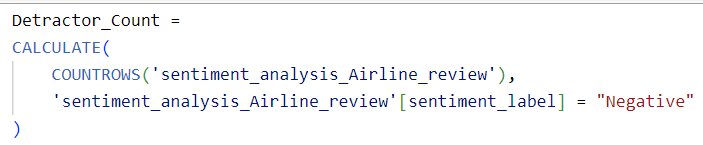 Detractor_Count =
CALCULATE(
    COUNTROWS('sentiment_analysis_Airline_review'),
    'sentiment_analysis_Airline_review'[sentiment_label] = "Negative"
)